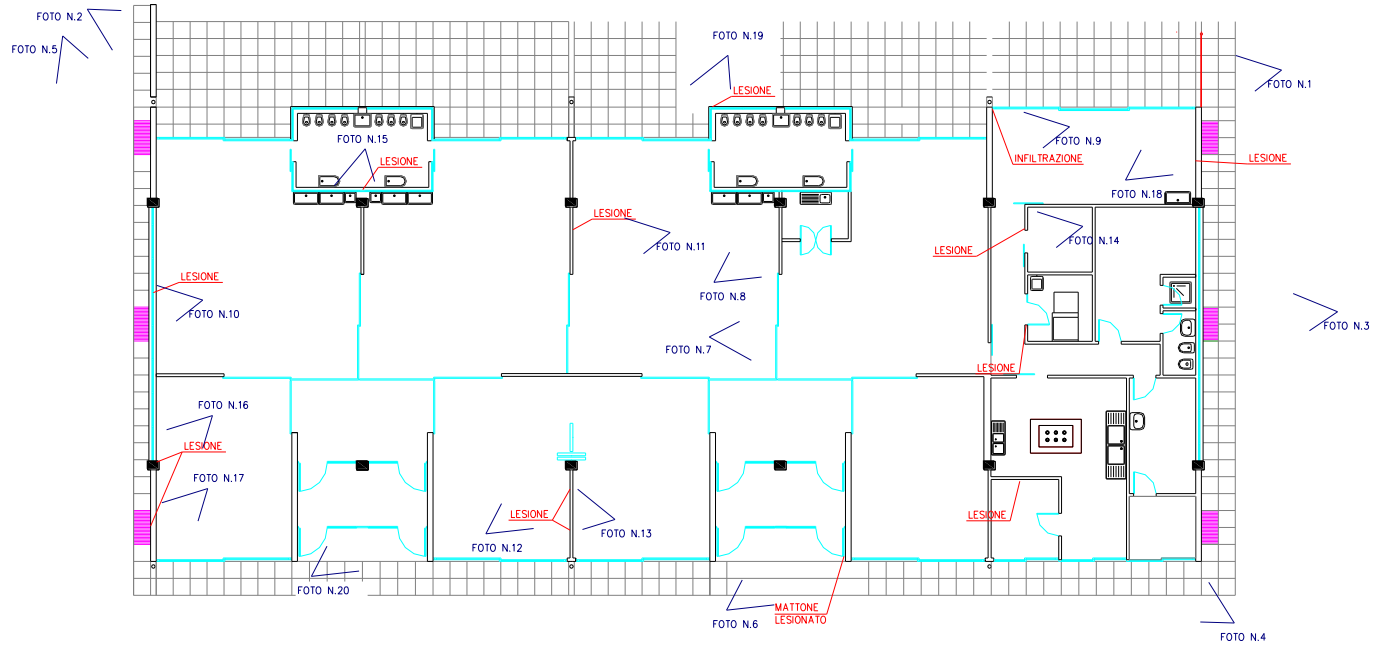 FOTO N.2
FOTO N.5
FOTO N.19
FOTO N.1
LESIONE
FOTO N.15
LESIONE
FOTO N.9
INFILTRAZIONE
LESIONE
FOTO N.18
LESIONE
FOTO N.11
FOTO N.14
LESIONE
LESIONE
FOTO N.8
FOTO N.10
FOTO N.3
FOTO N.7
LESIONE
FOTO N.16
LESIONE
FOTO N.17
LESIONE
LESIONE
FOTO N.13
FOTO N.12
FOTO N.20
MATTONE
LESIONATO
FOTO N.6
FOTO N.4